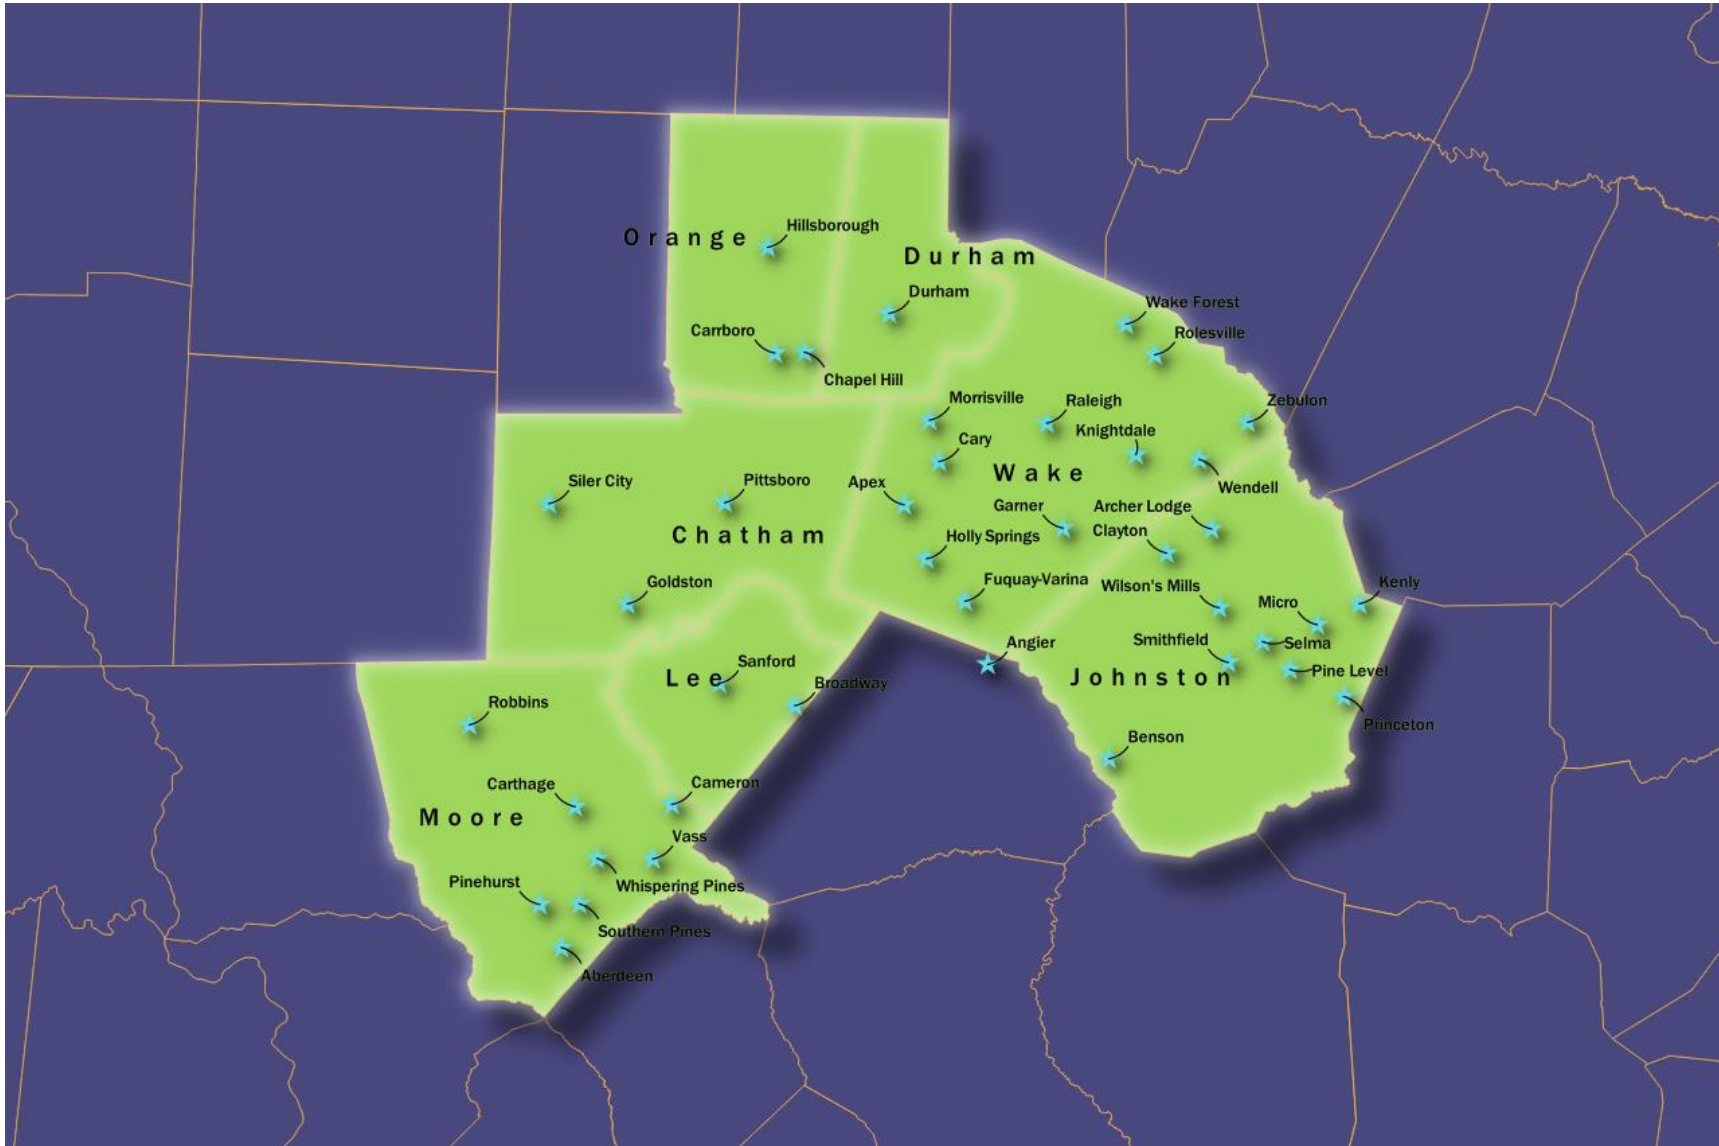 Hillsborough
Orange
Durham
Durham
Wake Forest
Carrboro
Rolesville
Chapel Hill
Morrisville
Raleigh
Zebulon
Knightdale
Cary
Wake
Siler City
Pittsboro
Apex
Wendell
Garner
Archer Lodge
Chatham
Holly Springs
Clayton
Goldston
Fuquay-Varina
Wilson's Mills
Kenly
Micro
Angier
Smithfield
Selma
Sanford
Lee
Johnston
Pine Level
Broadway
Robbins
Princeton
Benson
Carthage
Cameron
Moore
Vass
Pinehurst
Whispering Pines
Southern Pines
Aberdeen